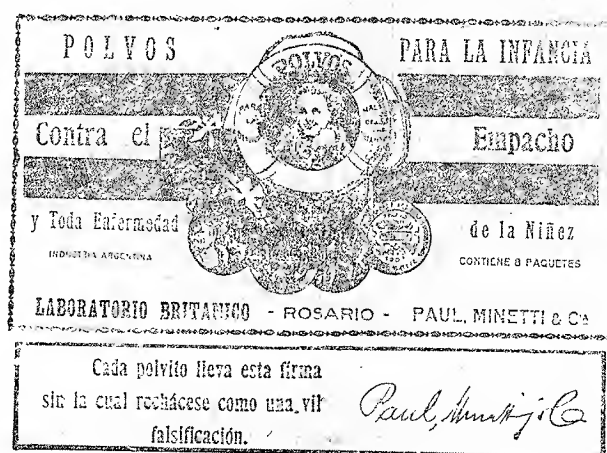 POLVOS PARA LA INFANCIA
POLVOS
Contra el Empacho
y Toda Enfermedad de la Niñez
INDUSTRIA ARGENTINA CONTIENE 8 PAQUETES
LABORATORIO BRITANICO - ROSARIO - PAUL, MINETTI & Cia
Cada polvito lleva esta firma
sin la cual rechácese como una vil
falsificación.
Paul, Minetti y Co